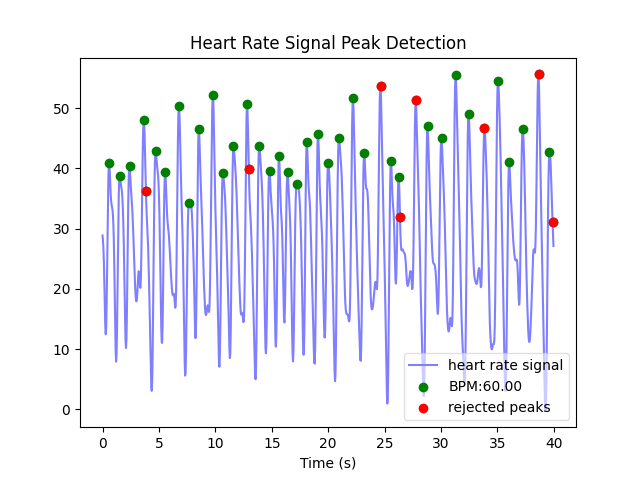 Heart Rate Signal Peak Detection
50
40
30
20
10
0
heart rate signal
BPM:60.00
rejected peaks
0 5 10 15 20 25 30 35 40
Time (s)